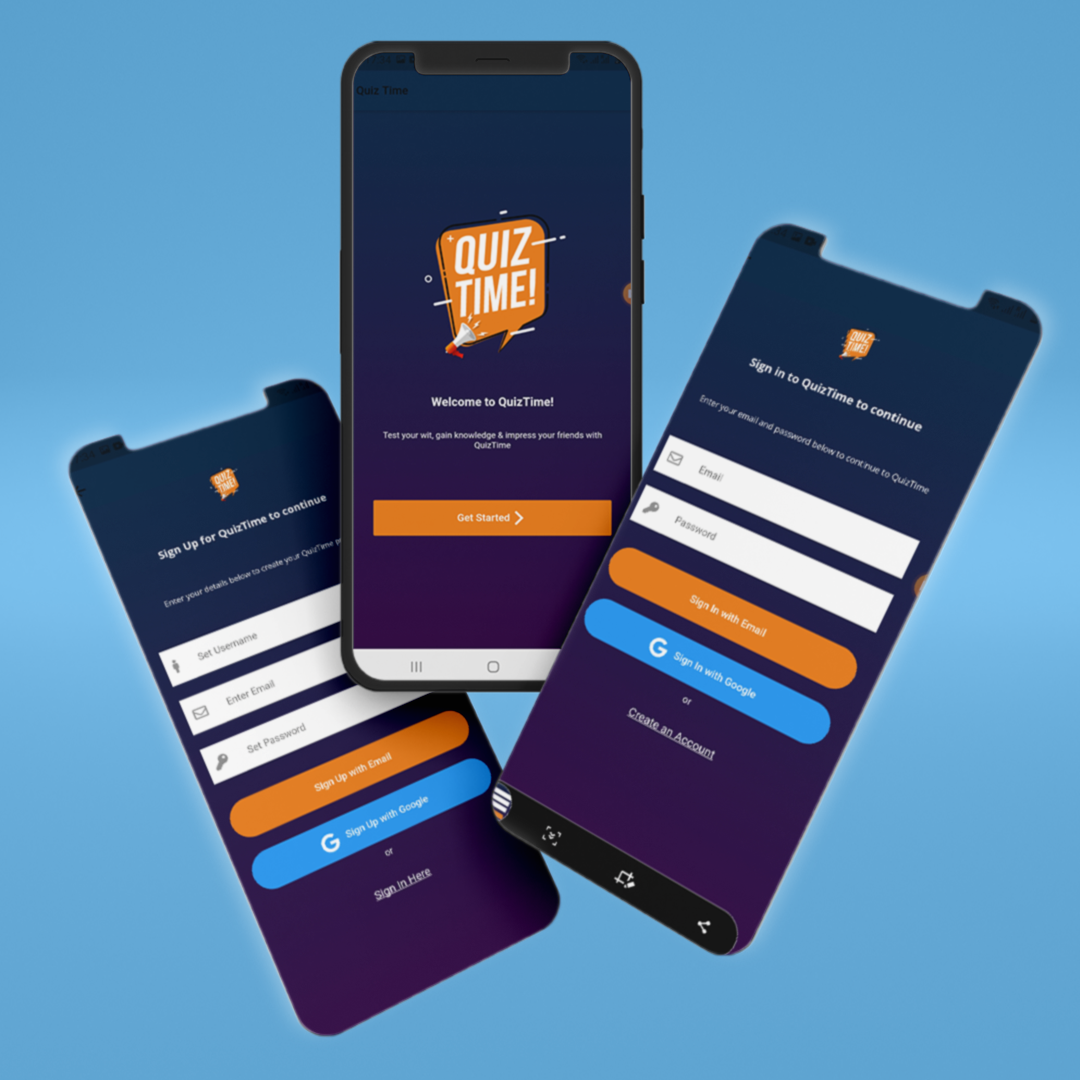 Quiz Time
QUIZ
TIME!
Welcome to QuizTime!
Test your wit, gain knowledge & impress your friends with
QuizTime
Get Started
QUIZ
TIME!
Sign Up for QuizTime to continue
Enter your details below to create your QuizTime
Set Username
Enter Email
Set Password
Sign Up with Email
G Sign Up with Google
or
Sign In Here
QUIZ
TIME!
Sign in to QuizTime to continue
Enter your email and password below to continue to QuizTime
Email
Password
Sign In with Email
G Sign In with Google
or
Create an Account